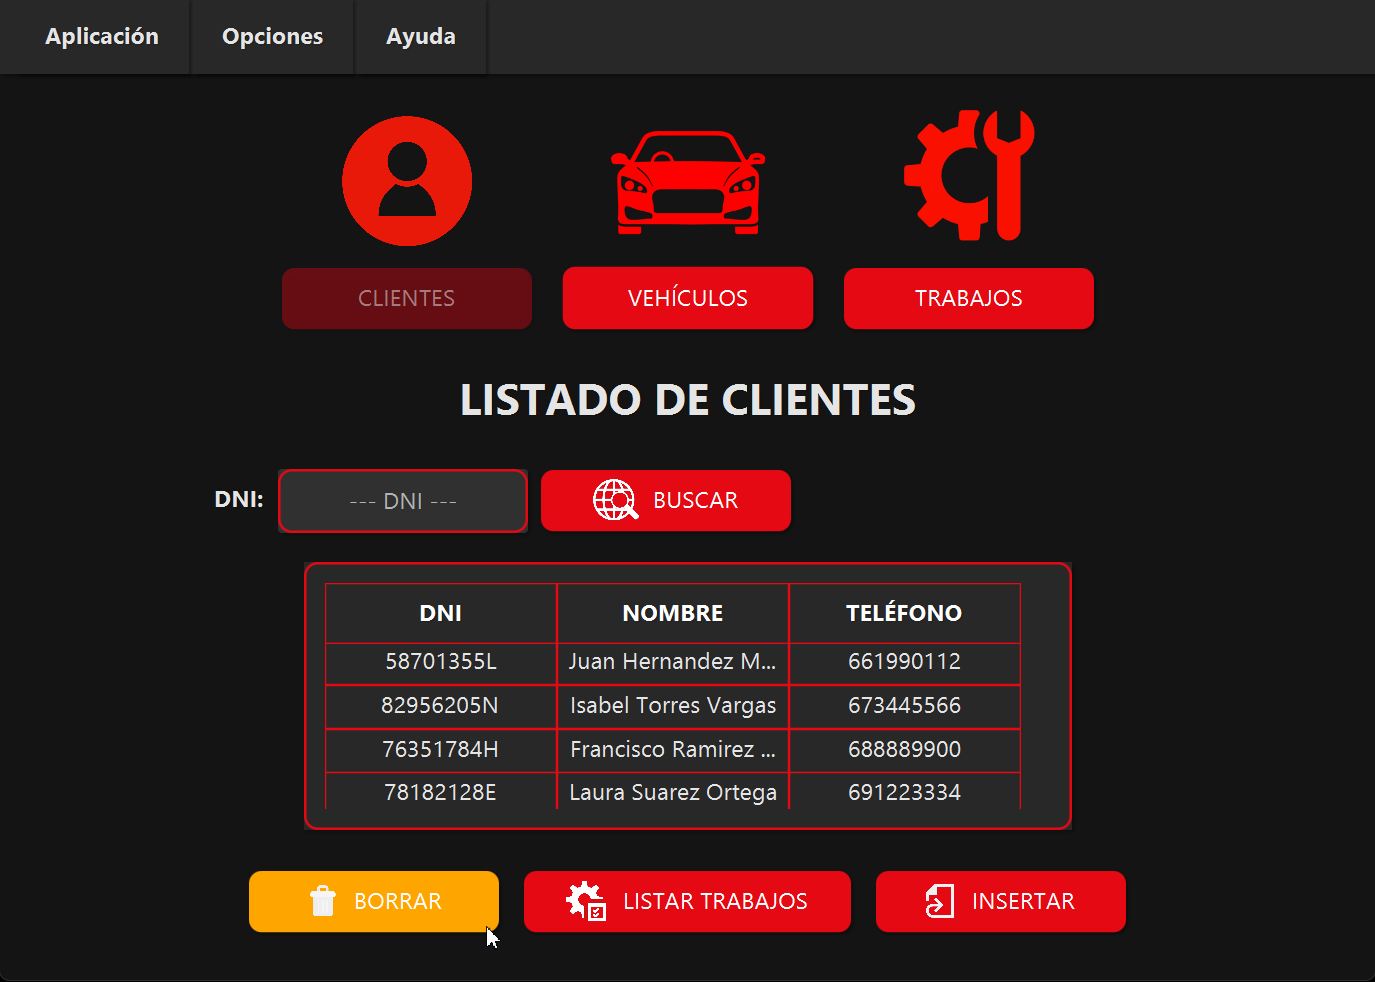 Aplicación Opciones Ayuda
CLIENTES VEHÍCULOS TRABAJOS
LISTADO DE CLIENTES
DNI: --- DNI --- BUSCAR
DNI NOMBRE TELÉFONO
58701355L Juan Hernandez M... 661990112
82956205N Isabel Torres Vargas 673445566
76351784H Francisco Ramirez ... 688889900
78182128E Laura Suarez Ortega 691223334
BORRAR LISTAR TRABAJOS INSERTAR